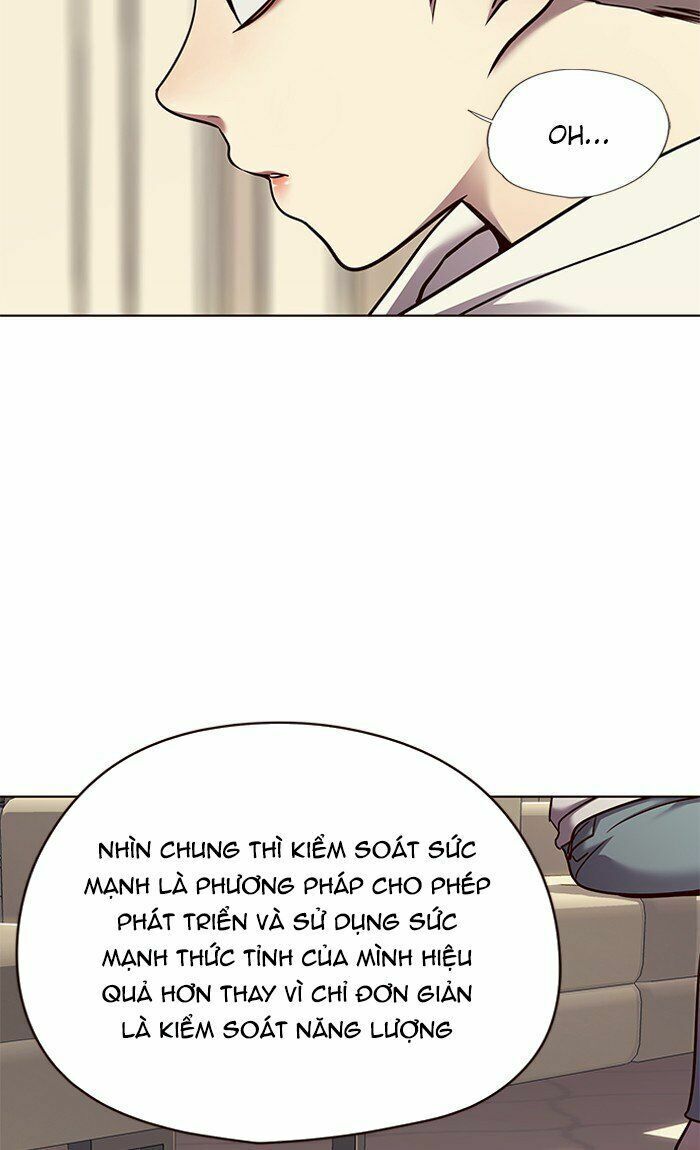 OH...
NHÌN CHUNG THÌ KIỂM SOÁT SỨC
MẠNH LÀ PHƯƠNG PHÁP CHO PHÉP
PHÁT TRIỂN VÀ SỬ DỤNG SỨC
MẠNH THỨC TỈNH CỦA MÌNH HIỆU
QUẢ HƠN THAY VÌ CHỈ ĐƠN GIẢN
LÀ KIỂM SOÁT NĂNG LƯỢNG